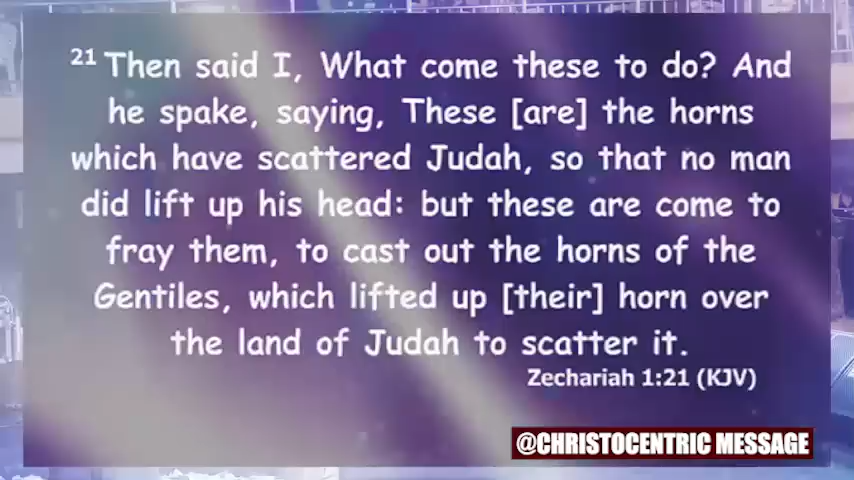 21 Then said I, What come these to do? And
he spake, saying, These [are] the horns
which have scattered Judah, so that no man
did lift up his head: but these are come to
fray them, to cast out the horns of the
Gentiles, which lifted up [their] horn over
the land of Judah to scatter it.
Zechariah 1:21 (KJV)
@CHRISTOCENTRIC MESSAGE